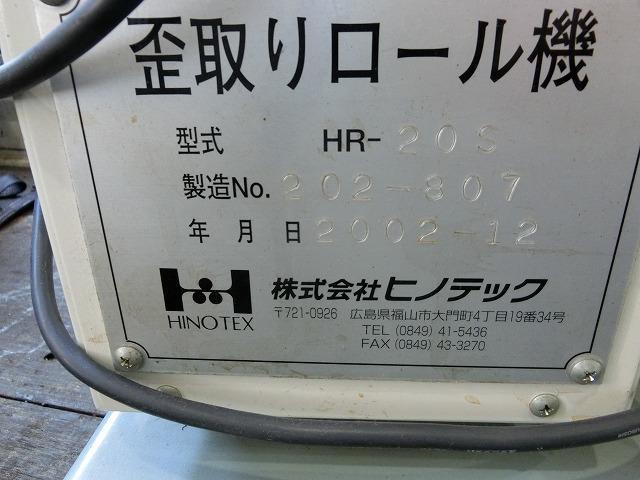 歪取りロール機
型式 HR-20S
製造No. 202-807
年月日 2002-12
HINOTEX
株式会社ヒノテック
〒721-0926 広島県福山市大門町4丁目19番34号
TEL (0849) 41-5436
FAX (0849) 43-3270